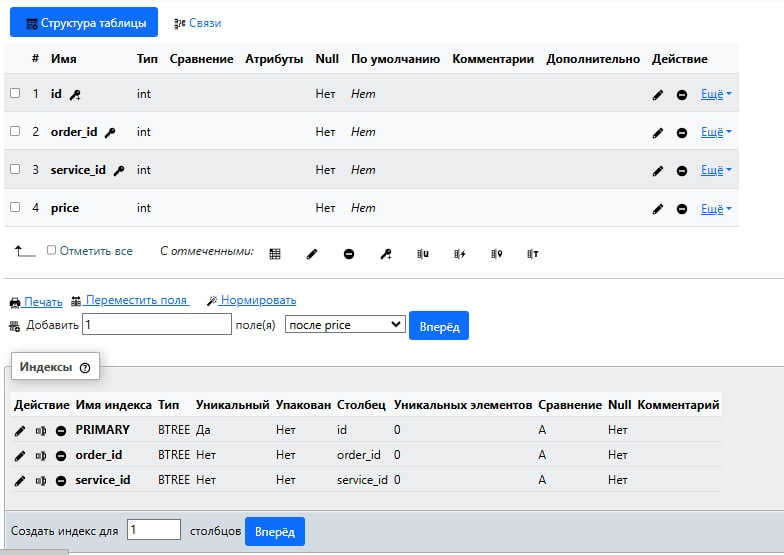 Структура таблицы Связи
# Имя Тип Сравнение Атрибуты Null По умолчанию Комментарии Дополнительно Действие
1 id int Нет Нет Ещё
2 order_id int Нет Нет Ещё
3 service_id int Нет Нет Ещё
4 price int Нет Нет Ещё
Отметить все С отмеченными:
Печать Переместить поля Нормировать
Добавить 1 поле(я) после price Вперёд
Индексы
Действие Имя индекса Тип Уникальный Упакован Столбец Уникальных элементов Сравнение Null Комментарий
PRIMARY BTREE Да Нет id 0 A Нет
order_id BTREE Нет Нет order_id 0 A Нет
service_id BTREE Нет Нет service_id 0 A Нет
Создать индекс для 1 столбцов Вперёд